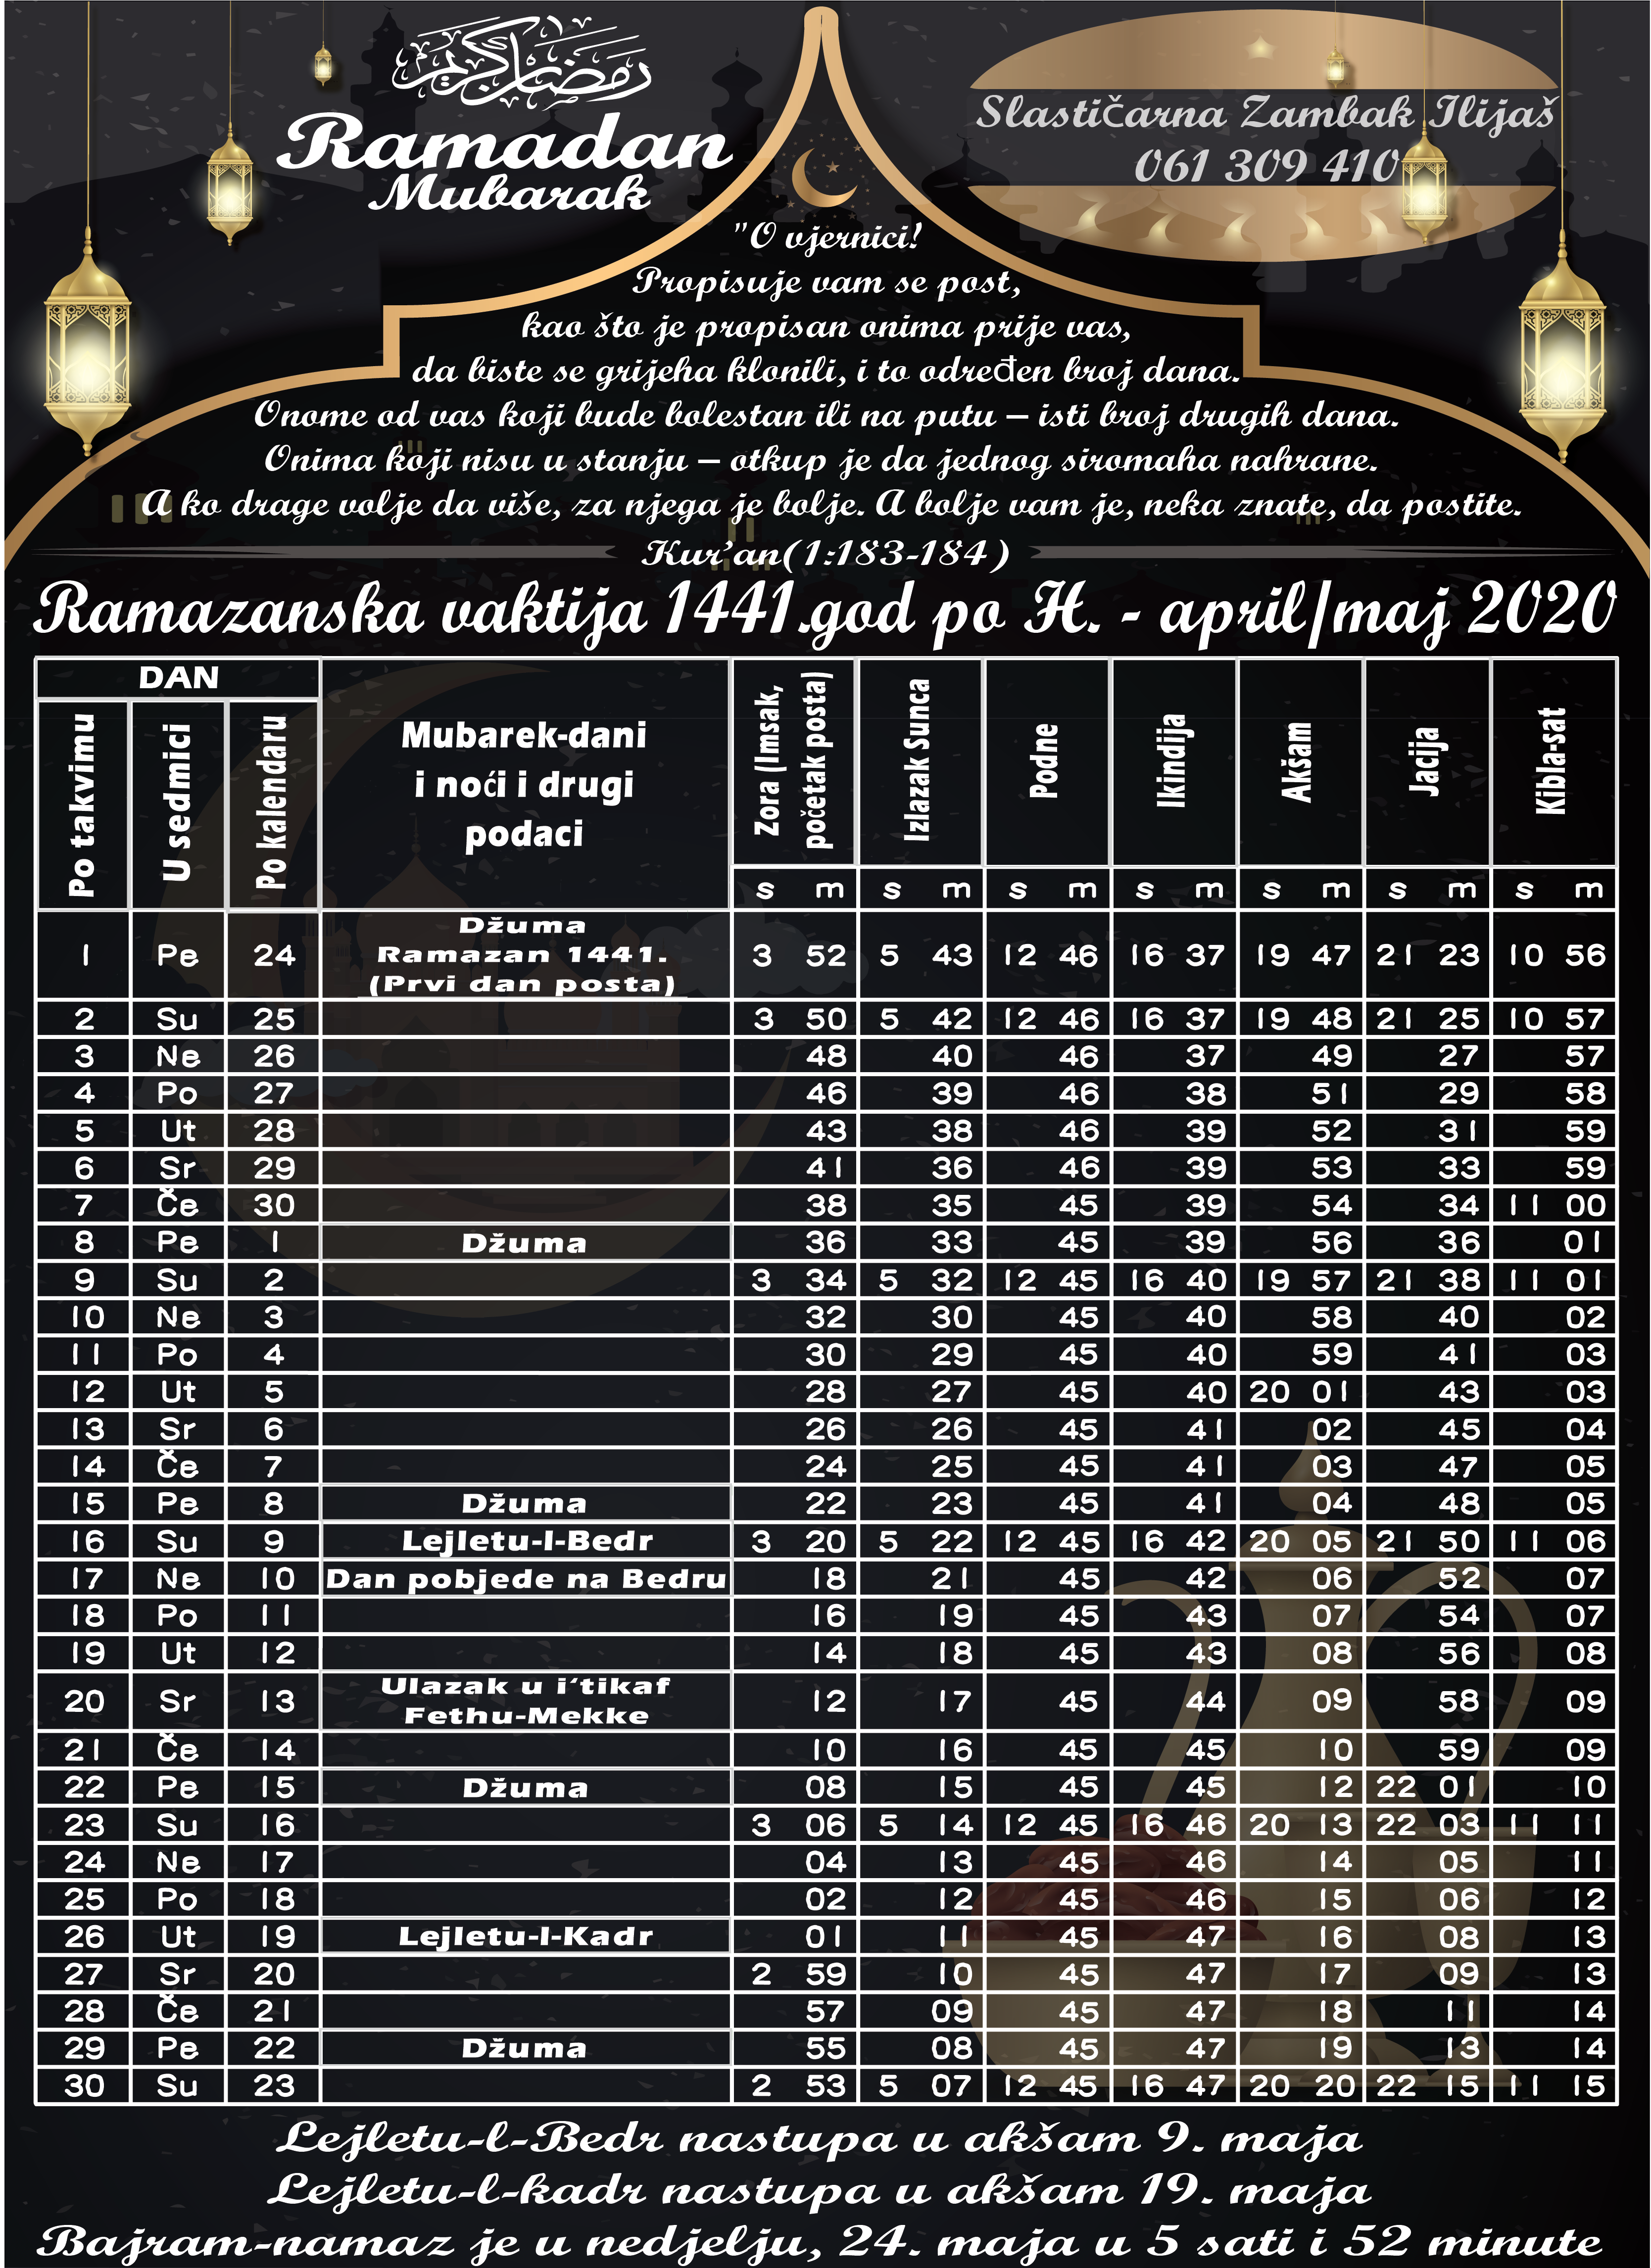 رمضان كريم
Ramadan
Mubarak
Slastičarna Zambak Ilijaš
061 309 410
"O vjernici!
Propisuje vam se post,
kao što je propisan onima prije vas,
da biste se grijeha klonili, i to određen broj dana.
Onome od vas koji bude bolestan ili na putu – isti broj drugih dana.
Onima koji nisu u stanju – otkup je da jednog siromaha nahrane.
A ko drage volje da više, za njega je bolje. A bolje vam je, neka znate, da postite.
Kur'an(1:183-184)
Ramazanska vaktija 1441.god po H. - april/maj 2020
DAN
Po takvimu
U sedmici
Po kalendaru
Mubarek-dani
i noći i drugi
podaci
Zora (Imsak,
početak posta)
Izlazak Sunca
Podne
Ikindija
Akšam
Jacija
Kibla-sat
s m s m s m s m s m s m s m
Džuma
Ramazan 1441.
(Prvi dan posta)
1 Pe 24 3 52 5 43 12 46 16 37 19 47 21 23 10 56
2 Su 25 3 50 5 42 12 46 16 37 19 48 21 25 10 57
3 Ne 26 48 40 46 37 49 27 57
4 Po 27 46 39 46 38 51 29 58
5 Ut 28 43 38 46 39 52 31 59
6 Sr 29 41 36 46 39 53 33 59
7 Če 30 38 35 45 39 54 34 11 00
8 Pe 1 Džuma 36 33 45 39 56 36 01
9 Su 2 3 34 5 32 12 45 16 40 19 57 21 38 11 01
10 Ne 3 32 30 45 40 58 40 02
11 Po 4 30 29 45 40 59 41 03
12 Ut 5 28 27 45 40 20 01 43 03
13 Sr 6 26 26 45 41 02 45 04
14 Če 7 24 25 45 41 03 47 05
15 Pe 8 Džuma 22 23 45 41 04 48 05
16 Su 9 Lejletu-l-Bedr 3 20 5 22 12 45 16 42 20 05 21 50 11 06
17 Ne 10 Dan pobjede na Bedru 18 21 45 42 06 52 07
18 Po 11 16 19 45 43 07 54 07
19 Ut 12 14 18 45 43 08 56 08
Ulazak u i'tikaf
Fethu-Mekke
20 Sr 13 12 17 45 44 09 58 09
21 Če 14 10 16 45 45 10 59 09
22 Pe 15 Džuma 08 15 45 45 12 22 01 10
23 Su 16 3 06 5 14 12 45 16 46 20 13 22 03 11 11
24 Ne 17 04 13 45 46 14 05 11
25 Po 18 02 12 45 46 15 06 12
26 Ut 19 Lejletu-l-Kadr 01 11 45 47 16 08 13
27 Sr 20 2 59 10 45 47 17 09 13
28 Če 21 57 09 45 47 18 11 14
29 Pe 22 Džuma 55 08 45 47 19 13 14
30 Su 23 2 53 5 07 12 45 16 47 20 20 22 15 11 15
Lejletu-l-Bedr nastupa u akšam 9. maja
Lejletu-l-kadr nastupa u akšam 19. maja
Bajram-namaz je u nedjelju, 24. maja u 5 sati i 52 minute